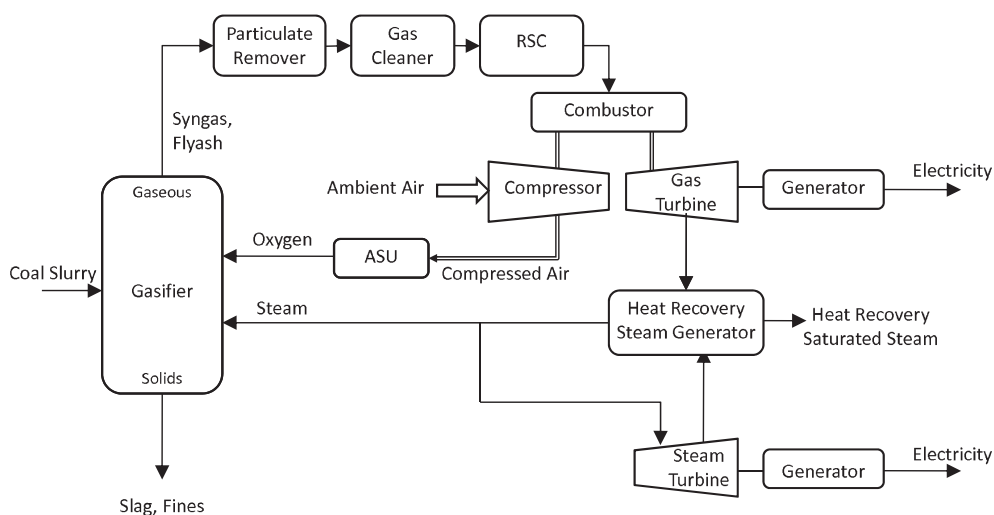 Particulate
Remover
Gas
Cleaner
RSC
Combustor
Syngas,
Flyash
Gaseous
Ambient Air
Compressor
Gas
Turbine
Generator
Electricity
Oxygen
ASU
Compressed Air
Coal Slurry
Gasifier
Steam
Heat Recovery
Steam Generator
Heat Recovery
Saturated Steam
Solids
Steam
Turbine
Generator
Electricity
Slag, Fines